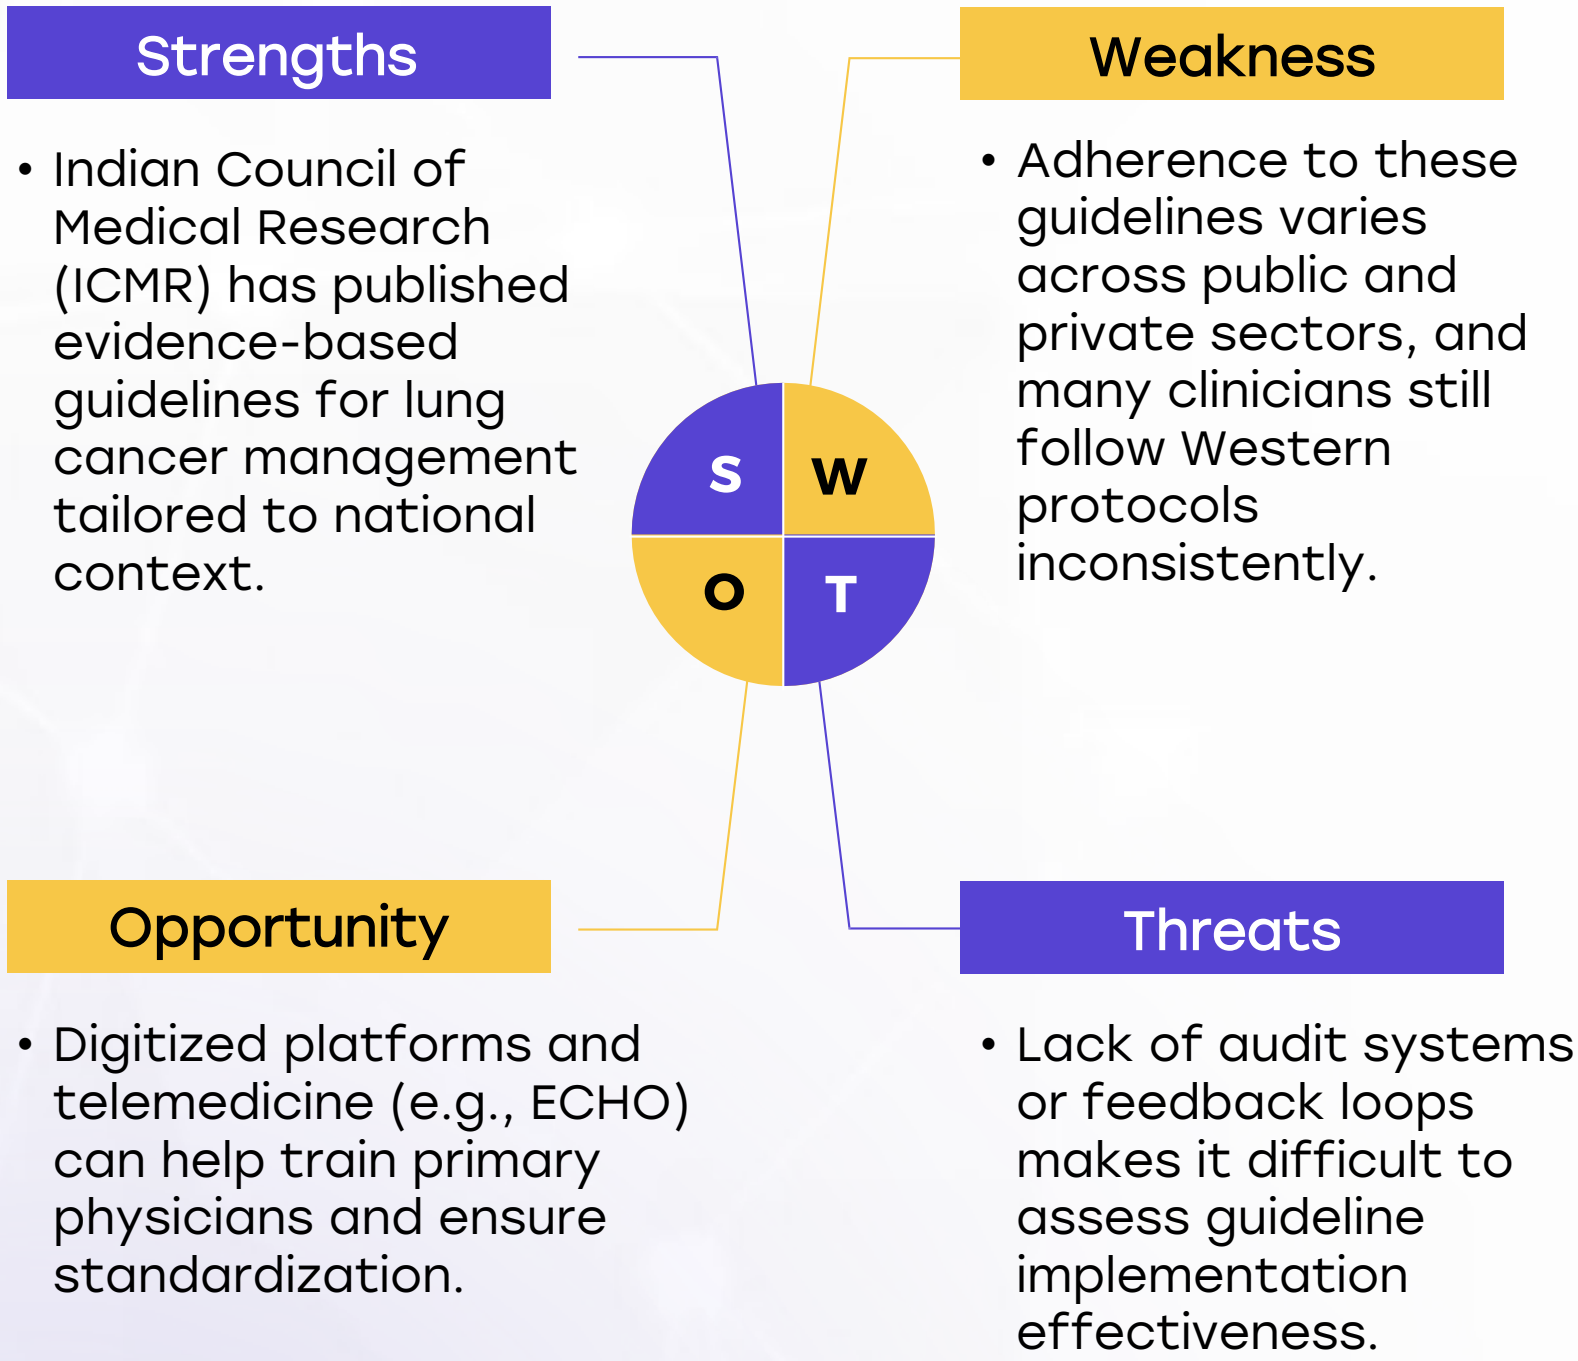 Strengths
• Indian Council of
Medical Research
(ICMR) has published
evidence-based
guidelines for lung
cancer management
tailored to national
context.
Weakness
• Adherence to these
guidelines varies
across public and
private sectors, and
many clinicians still
follow Western
protocols
inconsistently.
S
W
O
T
Opportunity
• Digitized platforms and
telemedicine (e.g., ECHO)
can help train primary
physicians and ensure
standardization.
Threats
• Lack of audit systems
or feedback loops
makes it difficult to
assess guideline
implementation
effectiveness.